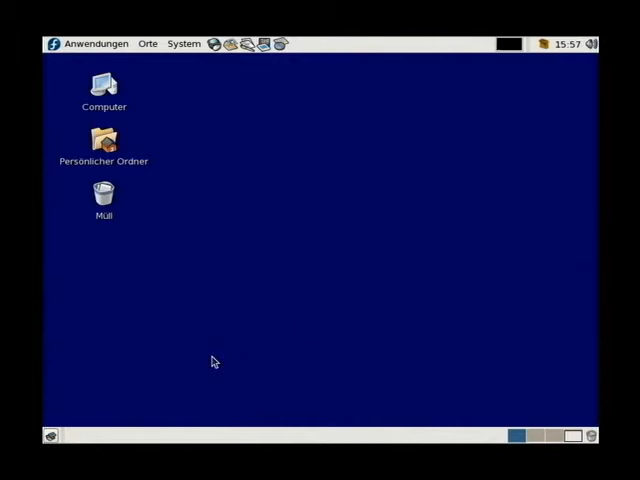 Anwendungen Orte System 15:57
Computer
Persönlicher Ordner
Müll